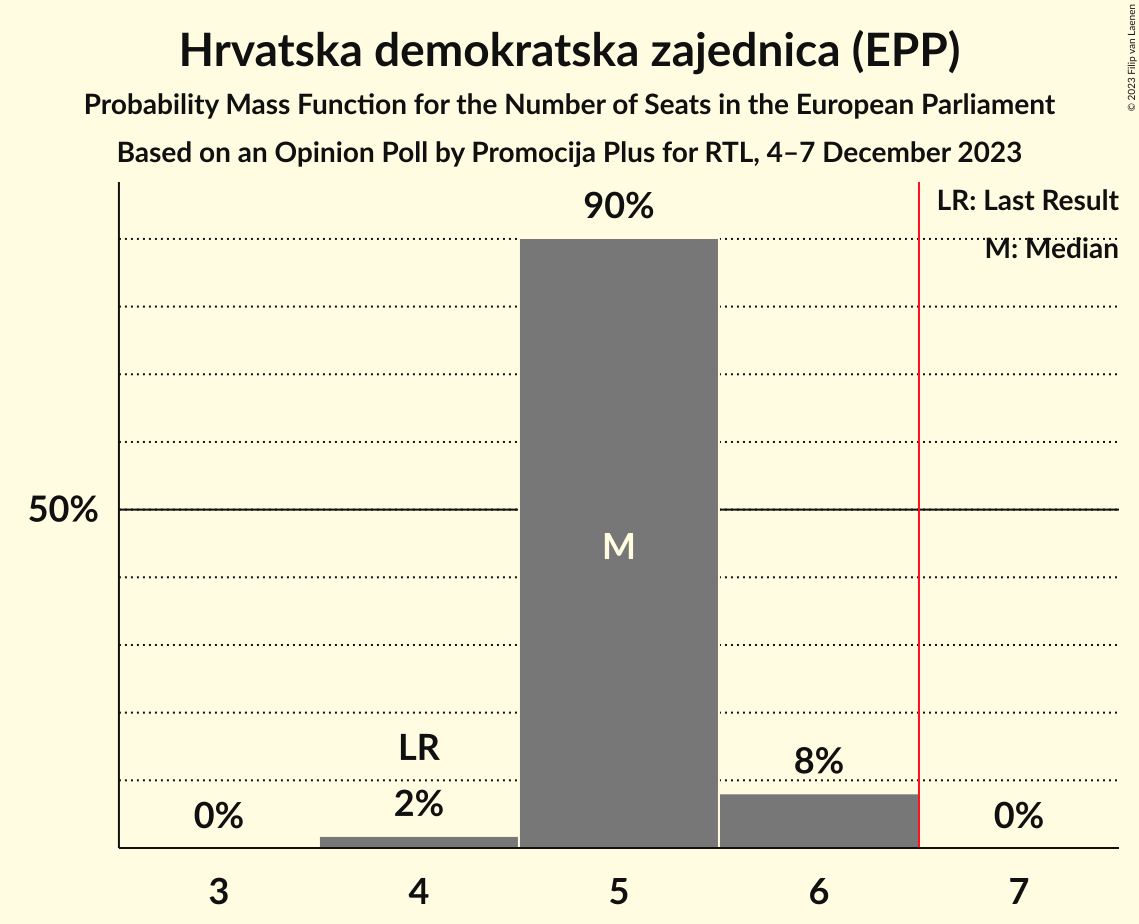 Hrvatska demokratska zajednica (EPP)
Probability Mass Function for the Number of Seats in the European Parliament
Based on an Opinion Poll by Promocija Plus for RTL, 4–7 December 2023
© 2023 Filip van Laenen
LR: Last Result
M: Median
90%
50%
M
LR
0%
2%
8%
0%
3 4 5 6 7